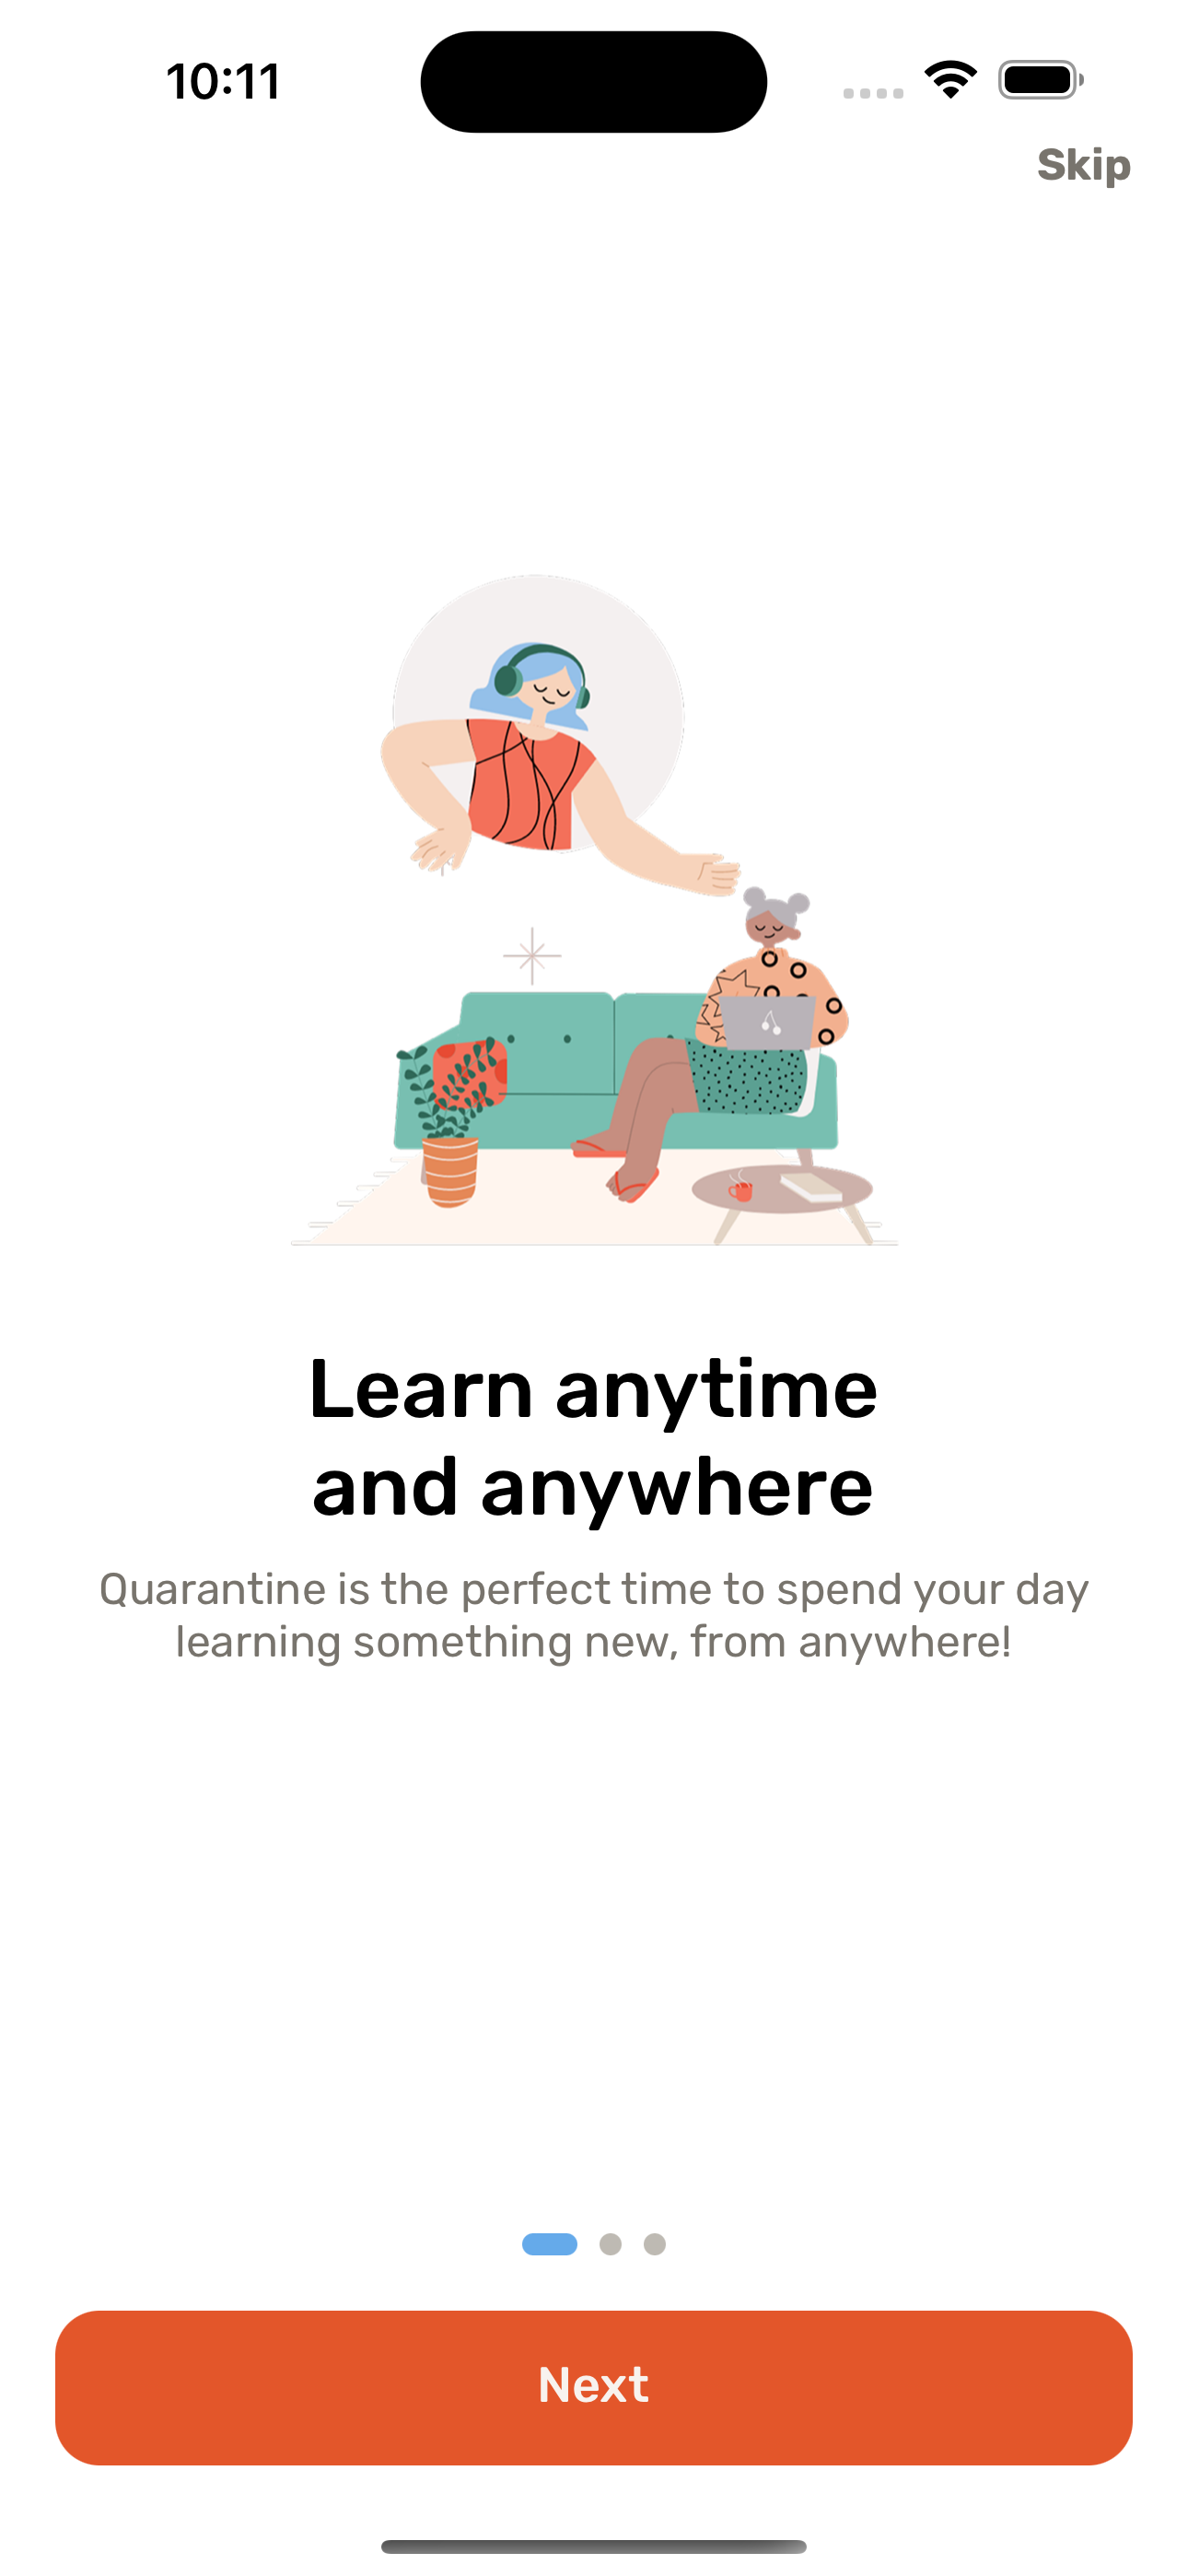 10:11
Skip
Learn anytime
and anywhere
Quarantine is the perfect time to spend your day
learning something new, from anywhere!
Next